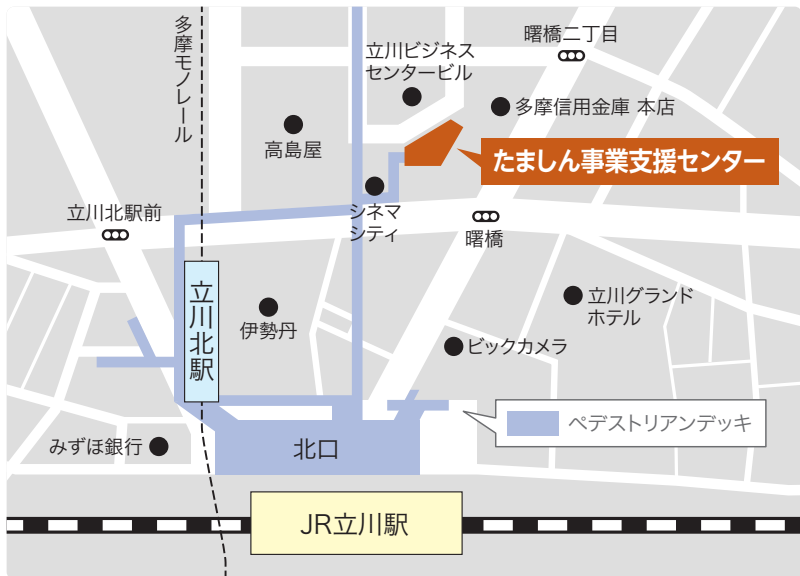 多摩モノレール
曙橋二丁目
立川ビジネス
センタービル
多摩信用金庫 本店
高島屋
たましん事業支援センター
立川北駅前
シネマ
シティ
曙橋
立川北駅
伊勢丹
立川グランド
ホテル
ビックカメラ
ペデストリアンデッキ
みずほ銀行
北口
JR立川駅